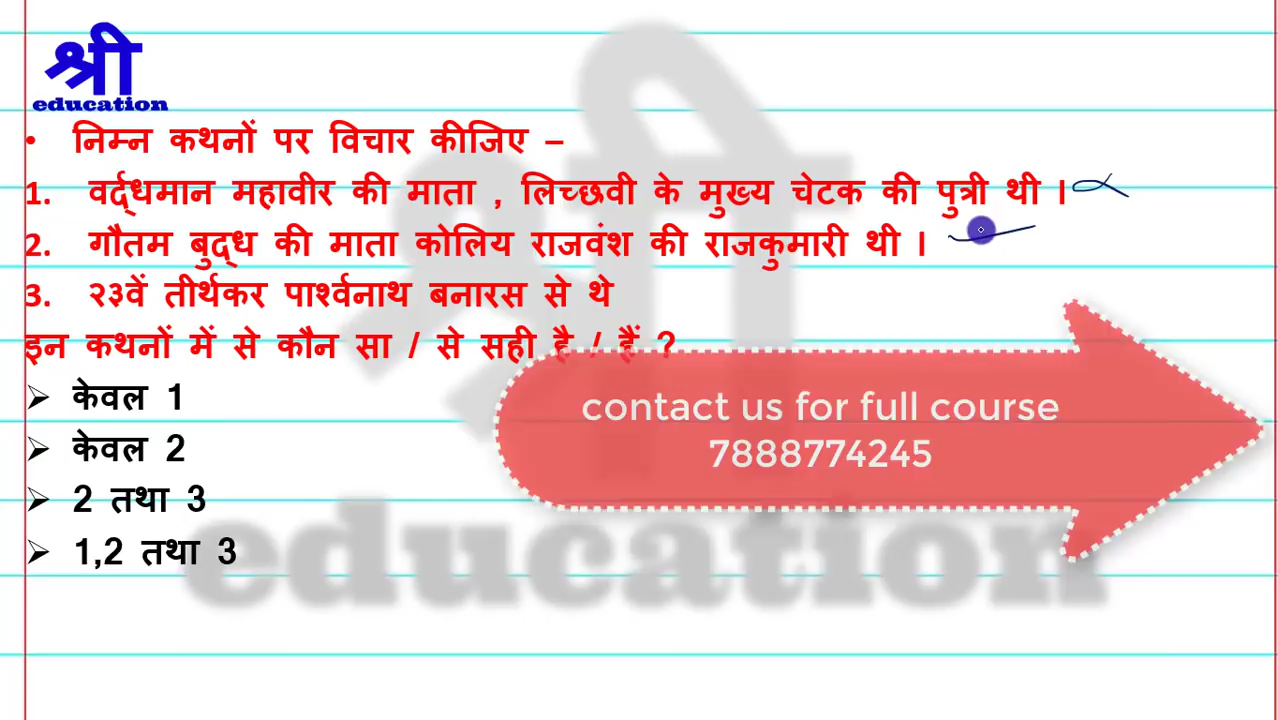 श्री
education
• निम्न कथनों पर विचार कीजिए –
1. वर्द्धमान महावीर की माता , लिच्छवी के मुख्य चेटक की पुत्री थी ।
2. गौतम बुद्ध की माता कोलिय राजवंश की राजकुमारी थी ।
3. २३वें तीर्थकर पार्श्वनाथ बनारस से थे
इन कथनों में से कौन सा / से सही है / हैं ?
➢ केवल 1
➢ केवल 2
➢ 2 तथा 3
➢ 1,2 तथा 3
contact us for full course
7888774245
श्री
education